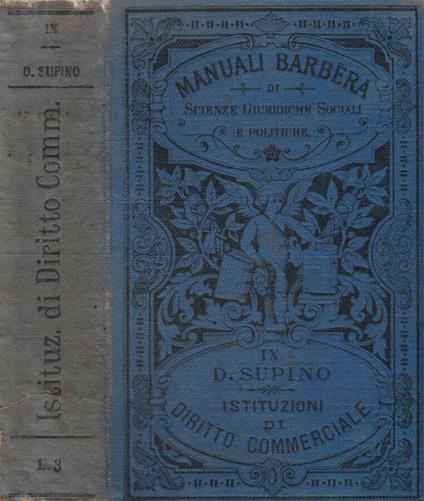 IX
D. SUPINO
Istituz. di Diritto Comm.
L. 3
MANUALI BARBÈRA
DI
SCIENZE GIURIDICHE SOCIALI
E POLITICHE
IX.
D. SUPINO
ISTITUZIONI
DI
DIRITTO COMMERCIALE